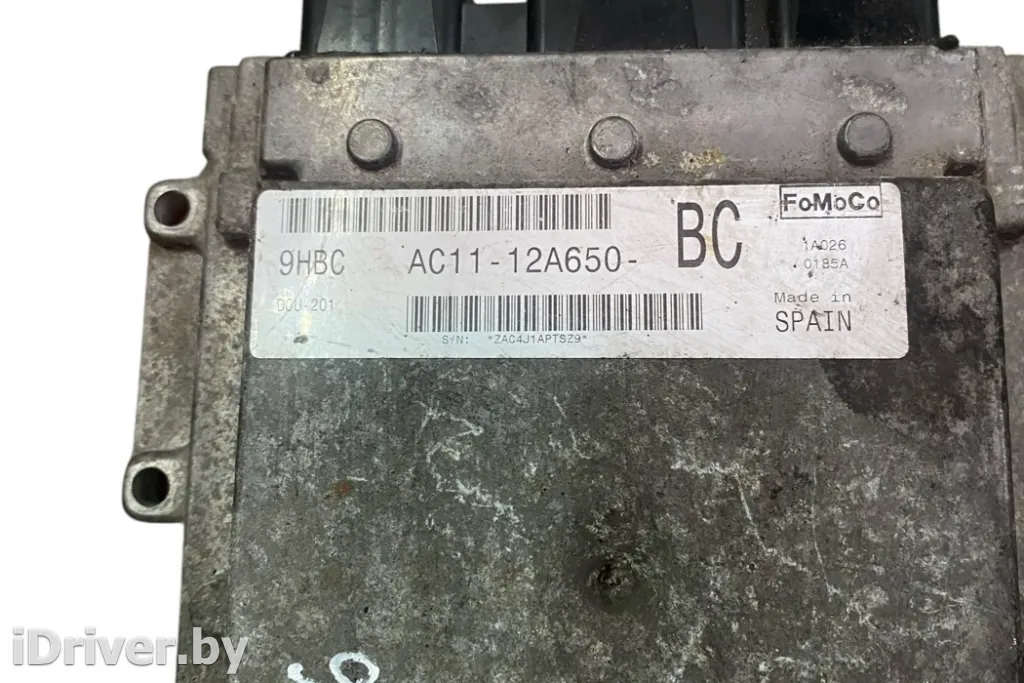 BC
FoMoCo
9HBC AC11-12A650-
1A026
0185A
DCU-201
Made in
SPAIN
S/N: *ZAC4J1APTSZ9*
iDriver.by